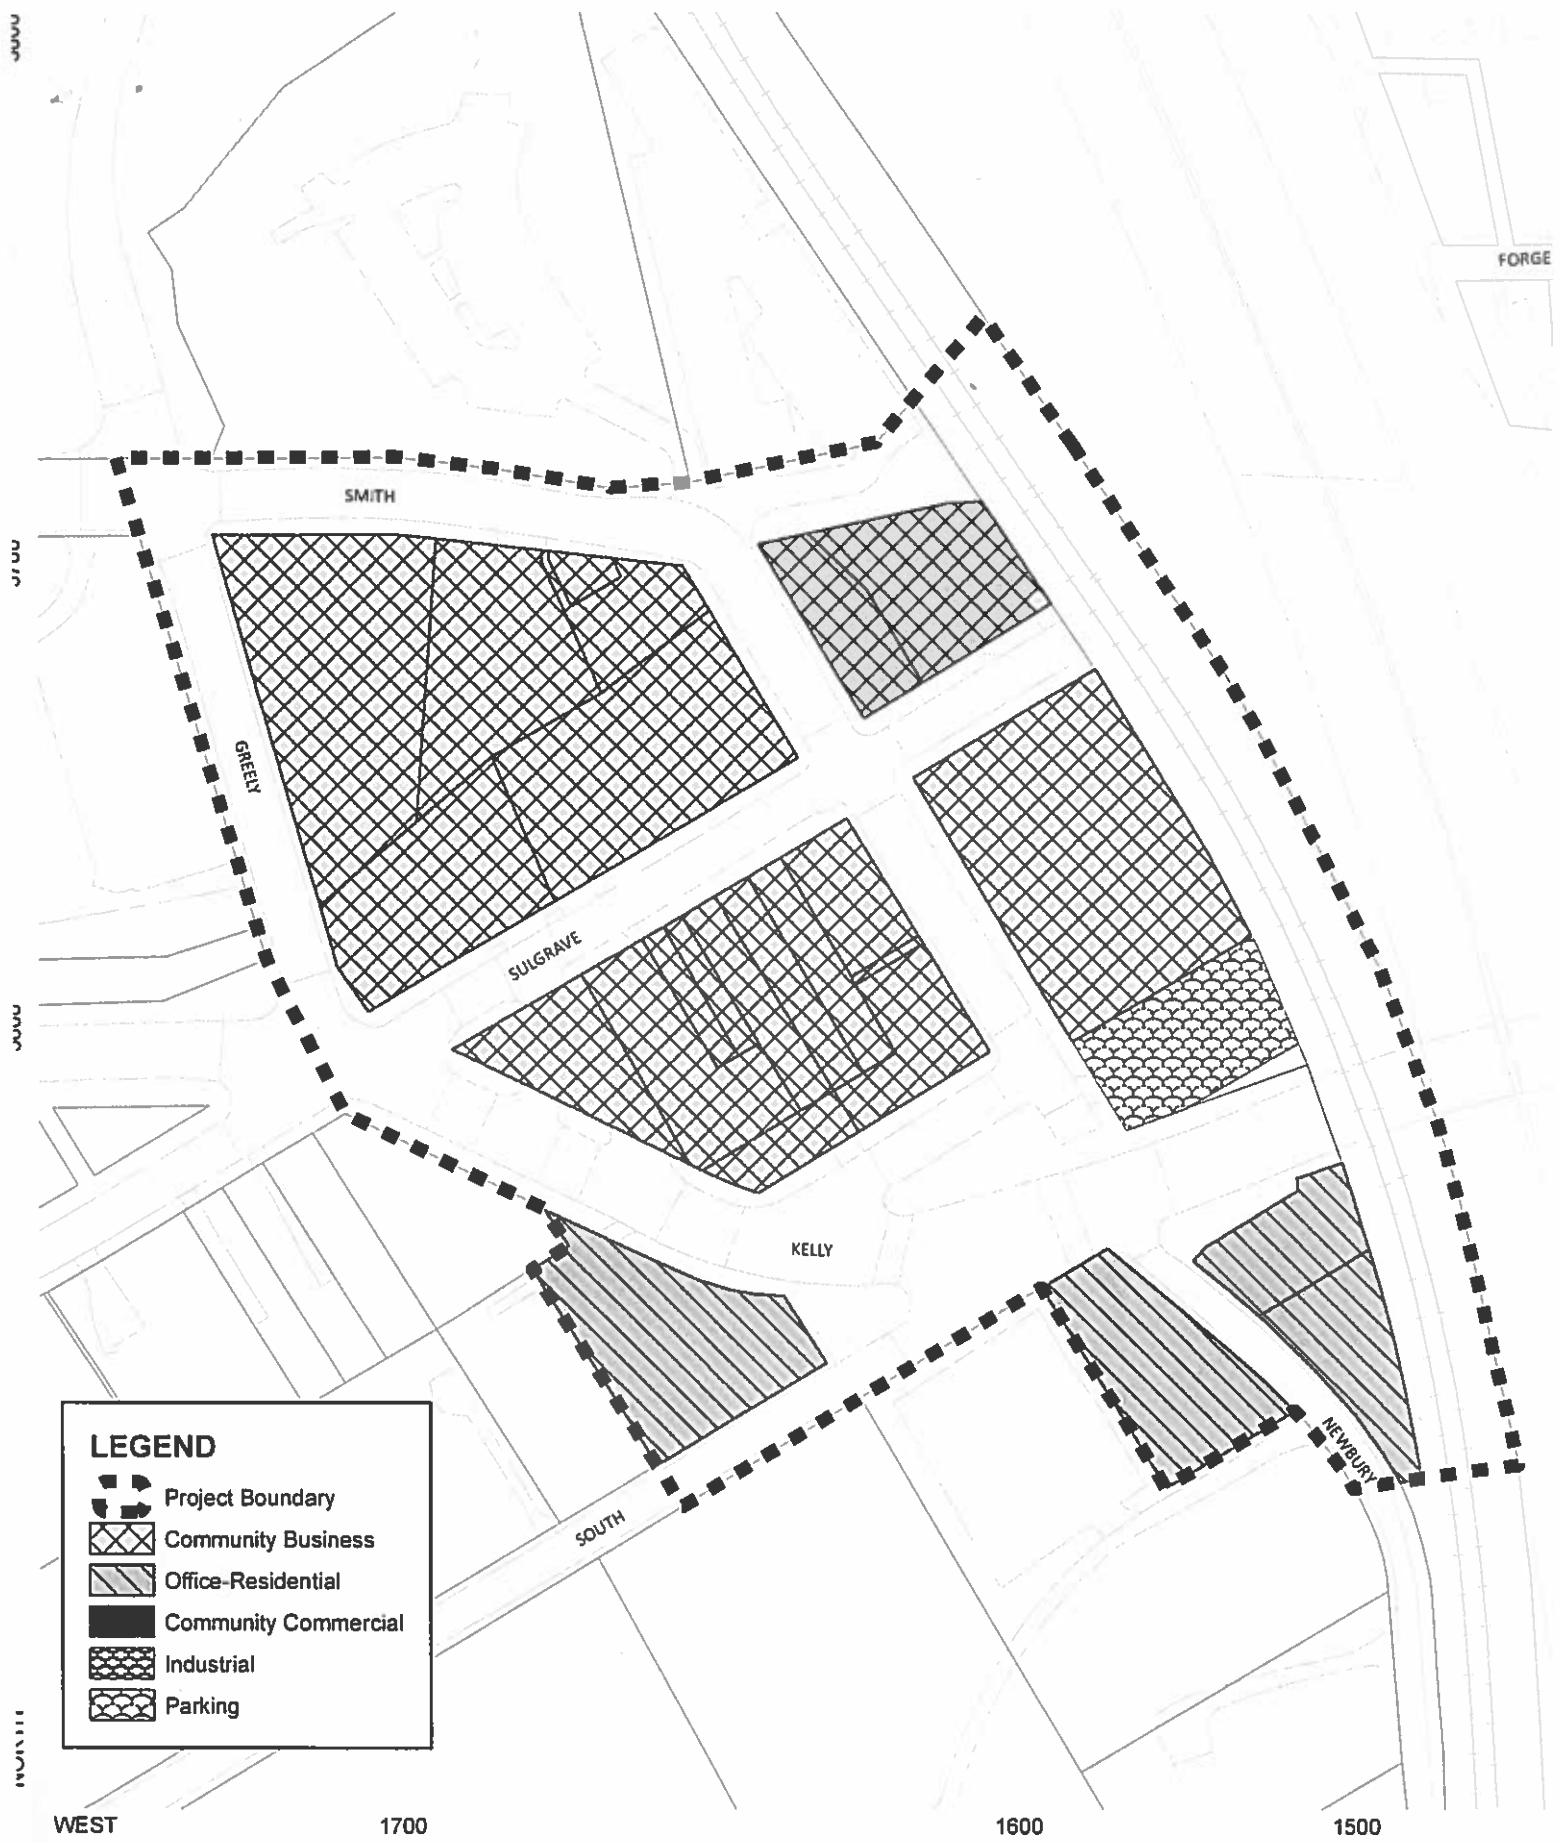 FORGE
SMITH
GREELY
SULGRAVE
KELLY
NEWBURY
SOUTH
LEGEND
Project Boundary
Community Business
Office-Residential
Community Commercial
Industrial
Parking
WEST 1700 1600 1500